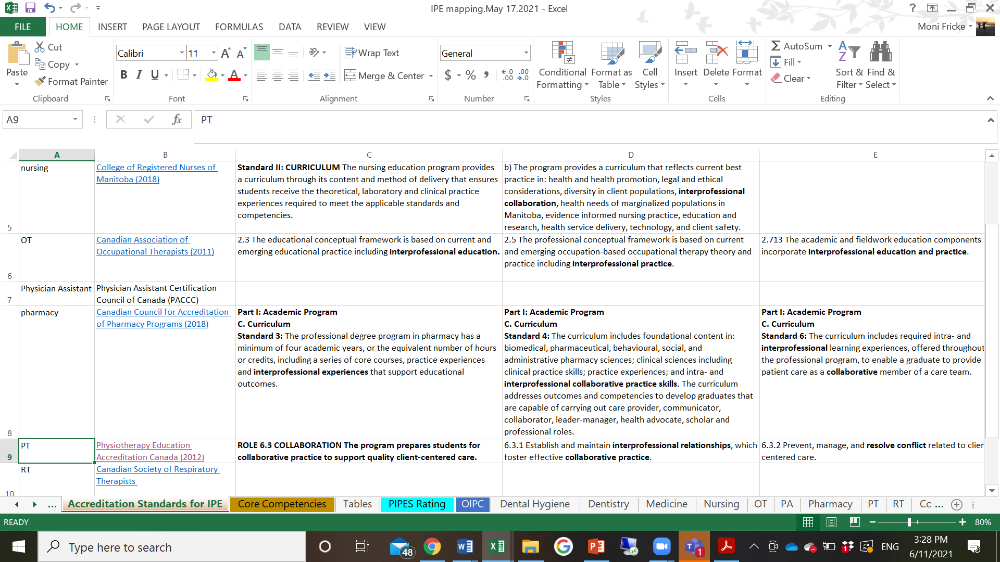 IPE mapping.May 17.2021 - Excel
?
FILE HOME INSERT PAGE LAYOUT FORMULAS DATA REVIEW VIEW
Moni Fricke
Paste
Cut
Copy
Format Painter
Clipboard
Calibri 11
B I U
Font
Wrap Text
Merge & Center
Alignment
General
$ % ,
Number
Conditional Formatting
Format as Table
Cell Styles
Styles
Insert Delete Format
Cells
AutoSum
Fill
Clear
Sort & Filter
Find & Select
Editing
A9
fx
PT
A B C D E
5
nursing
College of Registered Nurses of
Manitoba (2018)
Standard II: CURRICULUM The nursing education program provides
a curriculum through its content and method of delivery that ensures
students receive the theoretical, laboratory and clinical practice
experiences required to meet the applicable standards and
competencies.
b) The program provides a curriculum that reflects current best
practice in: health and health promotion, legal and ethical
considerations, diversity in client populations, interprofessional
collaboration, health needs of marginalized populations in
Manitoba, evidence informed nursing practice, education and
research, health service delivery, technology, and client safety.
6
OT
Canadian Association of
Occupational Therapists (2011)
2.3 The educational conceptual framework is based on current and
emerging educational practice including interprofessional education.
2.5 The professional conceptual framework is based on current
and emerging occupation-based occupational therapy theory and
practice including interprofessional practice.
2.713 The academic and fieldwork education components
incorporate interprofessional education and practice.
7
Physician Assistant
Physician Assistant Certification
Council of Canada (PACCC)
8
pharmacy
Canadian Council for Accreditation
of Pharmacy Programs (2018)
Part I: Academic Program
C. Curriculum
Standard 3: The professional degree program in pharmacy has a
minimum of four academic years, or the equivalent number of hours
or credits, including a series of core courses, practice experiences
and interprofessional experiences that support educational
outcomes.
Part I: Academic Program
C. Curriculum
Standard 4: The curriculum includes foundational content in:
biomedical, pharmaceutical, behavioural, social, and
administrative pharmacy sciences; clinical sciences including
clinical practice skills; practice experiences; and intra- and
interprofessional collaborative practice skills. The curriculum
addresses outcomes and competencies to develop graduates that
are capable of carrying out care provider, communicator,
collaborator, leader-manager, health advocate, scholar and
professional roles.
Part I: Academic Program
C. Curriculum
Standard 6: The curriculum includes required intra- and
interprofessional learning experiences, offered throughout
the professional program, to enable a graduate to provide
patient care as a collaborative member of a care team.
9
PT
Physiotherapy Education
Accreditation Canada (2012)
ROLE 6.3 COLLABORATION The program prepares students for
collaborative practice to support quality client-centered care.
6.3.1 Establish and maintain interprofessional relationships, which
foster effective collaborative practice.
6.3.2 Prevent, manage, and resolve conflict related to clier
centered care.
10
RT
Canadian Society of Respiratory
Therapists
... Accreditation Standards for IPE Core Competencies Tables PIPES Rating OIPC Dental Hygiene Dentistry Medicine Nursing OT PA Pharmacy PT RT Cc ...
READY
80%
Type here to search
48
1
1
ENG
3:28 PM
6/11/2021